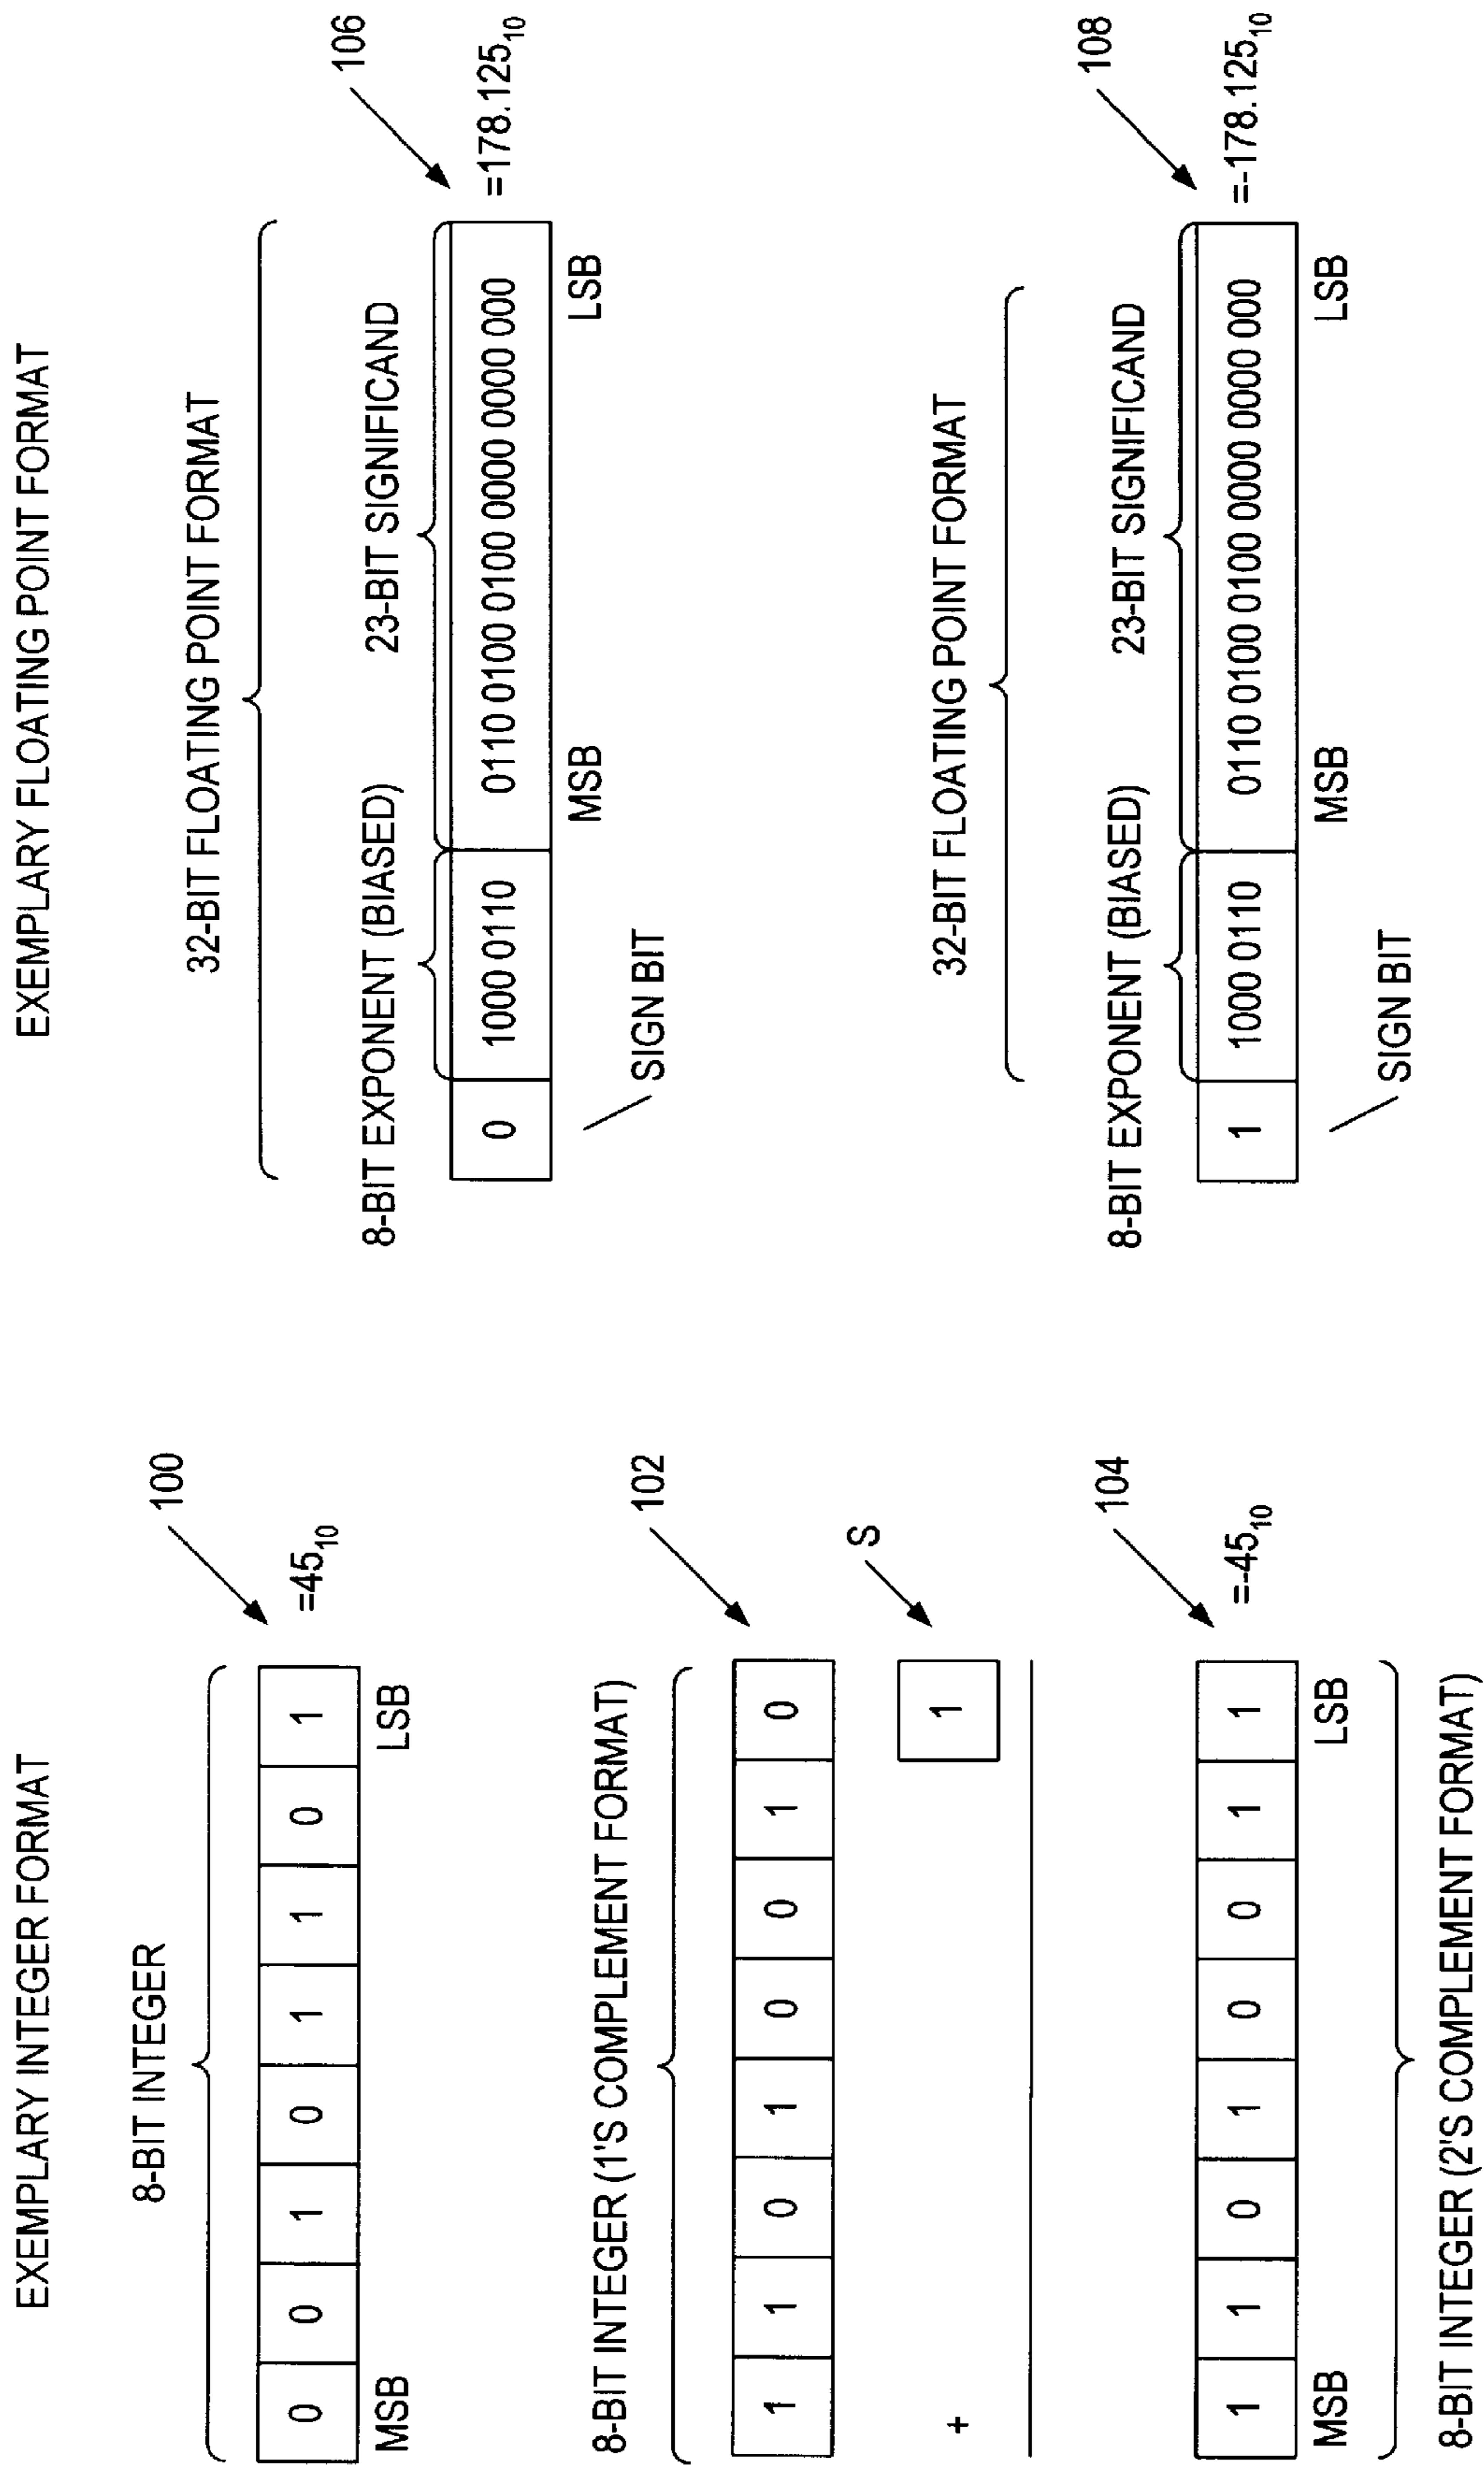 EXEMPLARY INTEGER FORMAT
8-BIT INTEGER
100
0 0 1 0 1 1 0 1
=45₁₀
MSB
LSB
8-BIT INTEGER (1'S COMPLEMENT FORMAT)
102
1 1 0 1 0 0 1 0
S
+
1
104
1 1 0 1 0 0 1 1
=-45₁₀
MSB
LSB
8-BIT INTEGER (2'S COMPLEMENT FORMAT)
EXEMPLARY FLOATING POINT FORMAT
32-BIT FLOATING POINT FORMAT
106
8-BIT EXPONENT (BIASED)
23-BIT SIGNIFICAND
0 1000 0110 0110 0100 0100 0000 0000 000
=178.125₁₀
MSB
LSB
SIGN BIT
32-BIT FLOATING POINT FORMAT
108
8-BIT EXPONENT (BIASED)
23-BIT SIGNIFICAND
1 1000 0110 0110 0100 0100 0000 0000 000
=-178.125₁₀
MSB
LSB
SIGN BIT